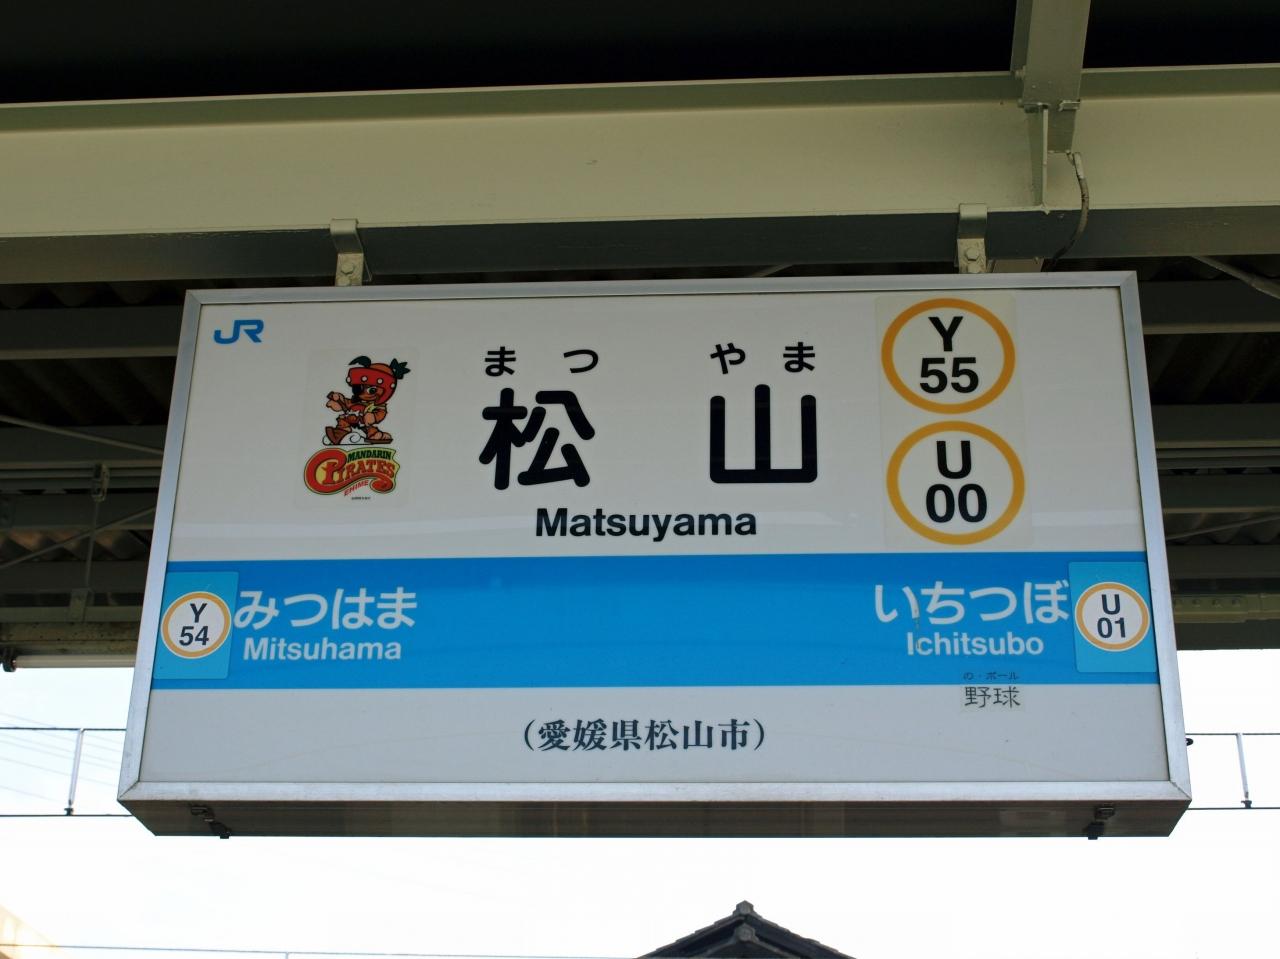 JR
まつ やま
松 山
Matsuyama
Y
55
U
00
MANDARIN
PIRATES
EHIME
Y
54
みつはま
Mitsuhama
いちつぼ
Ichitsubo
U
01
の・ボール
野球
(愛媛県松山市)